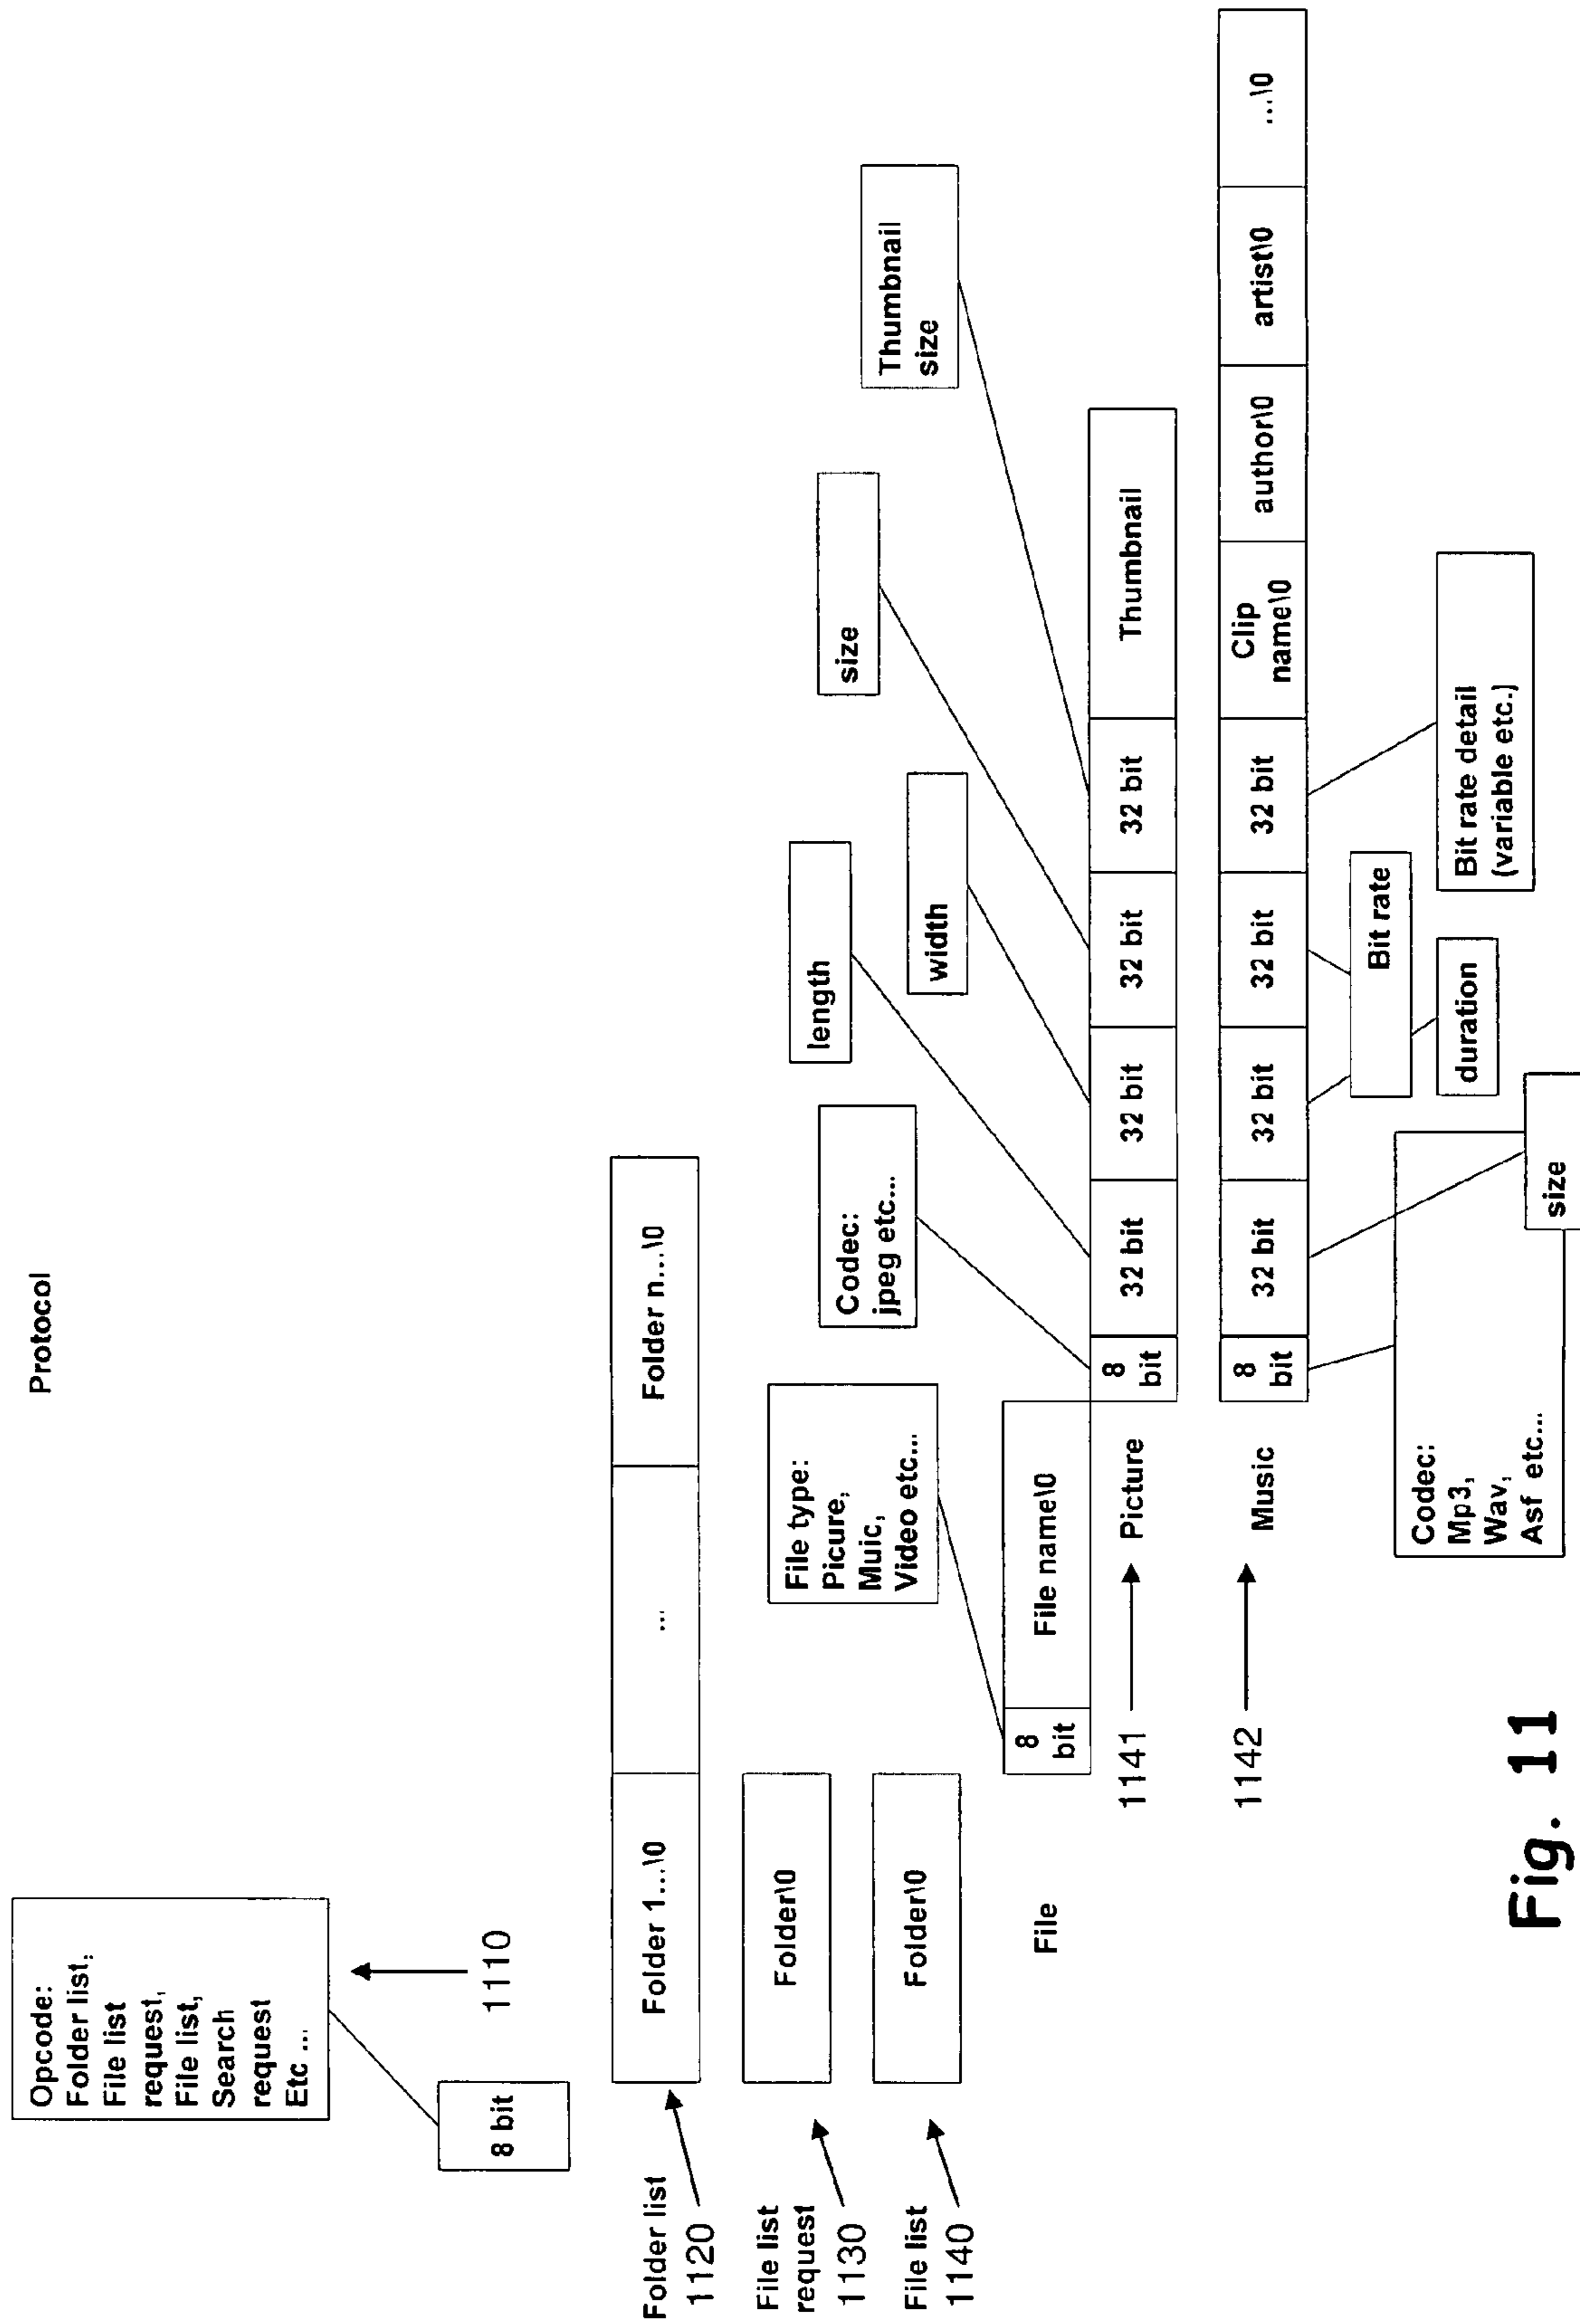 Protocol
Opcode:
Folder list,
File list
request,
File list,
Search
request
Etc ...
1110
8 bit
Folder list
1120
Folder 1...\0
...
Folder n...\0
File list
request
1130
Folder\0
File list
1140
Folder\0
File type:
Picure,
Muic,
Video etc...
Codec:
jpeg etc...
length
width
size
Thumbnail
size
File
8
bit
File name\0
1141
Picture
8
bit
32 bit
32 bit
32 bit
32 bit
Thumbnail
1142
Music
8
bit
32 bit
32 bit
32 bit
32 bit
Clip
name\0
author\0
artist\0
...\0
Codec:
Mp3,
Wav,
Asf etc...
size
Bit rate
duration
Bit rate detail
(variable etc.)
Fig. 11